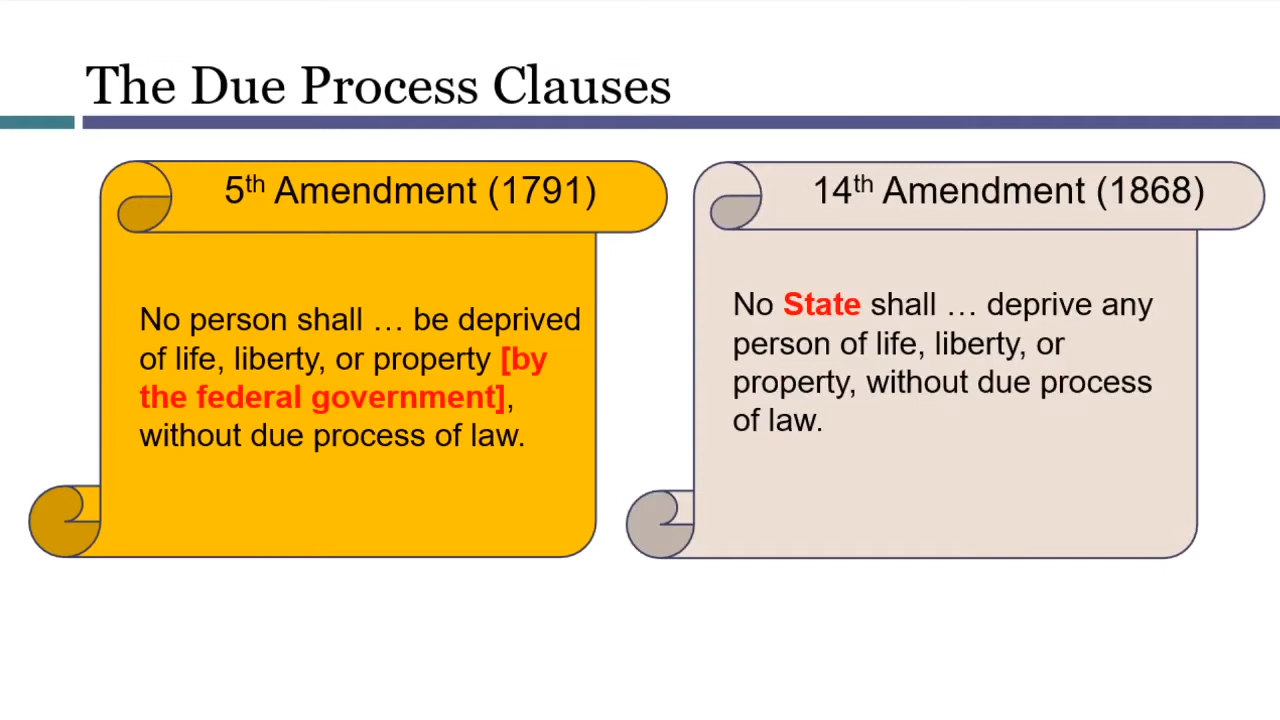 The Due Process Clauses
5th Amendment (1791)
No person shall … be deprived
of life, liberty, or property [by
the federal government],
without due process of law.
14th Amendment (1868)
No State shall … deprive any
person of life, liberty, or
property, without due process
of law.